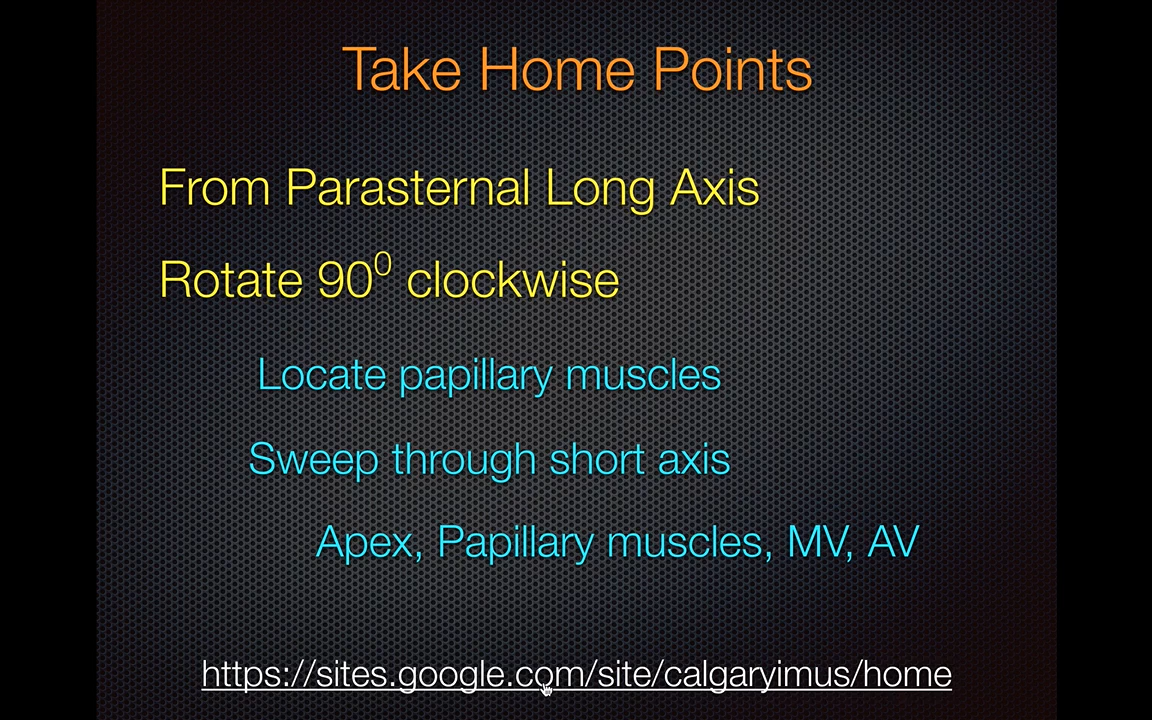 Take Home Points
From Parasternal Long Axis
Rotate 90⁰ clockwise
Locate papillary muscles
Sweep through short axis
Apex, Papillary muscles, MV, AV
https://sites.google.com/site/calgaryimus/home